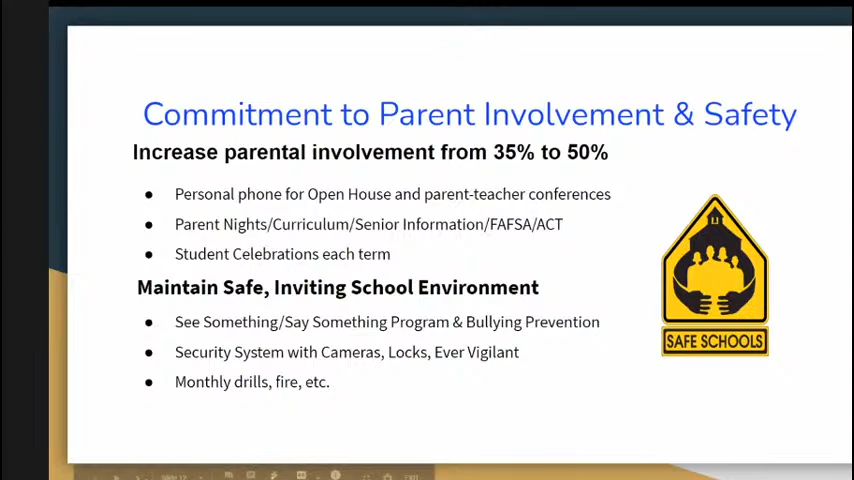 Commitment to Parent Involvement & Safety
Increase parental involvement from 35% to 50%
● Personal phone for Open House and parent-teacher conferences
● Parent Nights/Curriculum/Senior Information/FAFSA/ACT
● Student Celebrations each term
Maintain Safe, Inviting School Environment
● See Something/Say Something Program & Bullying Prevention
● Security System with Cameras, Locks, Ever Vigilant
● Monthly drills, fire, etc.
SAFE SCHOOLS